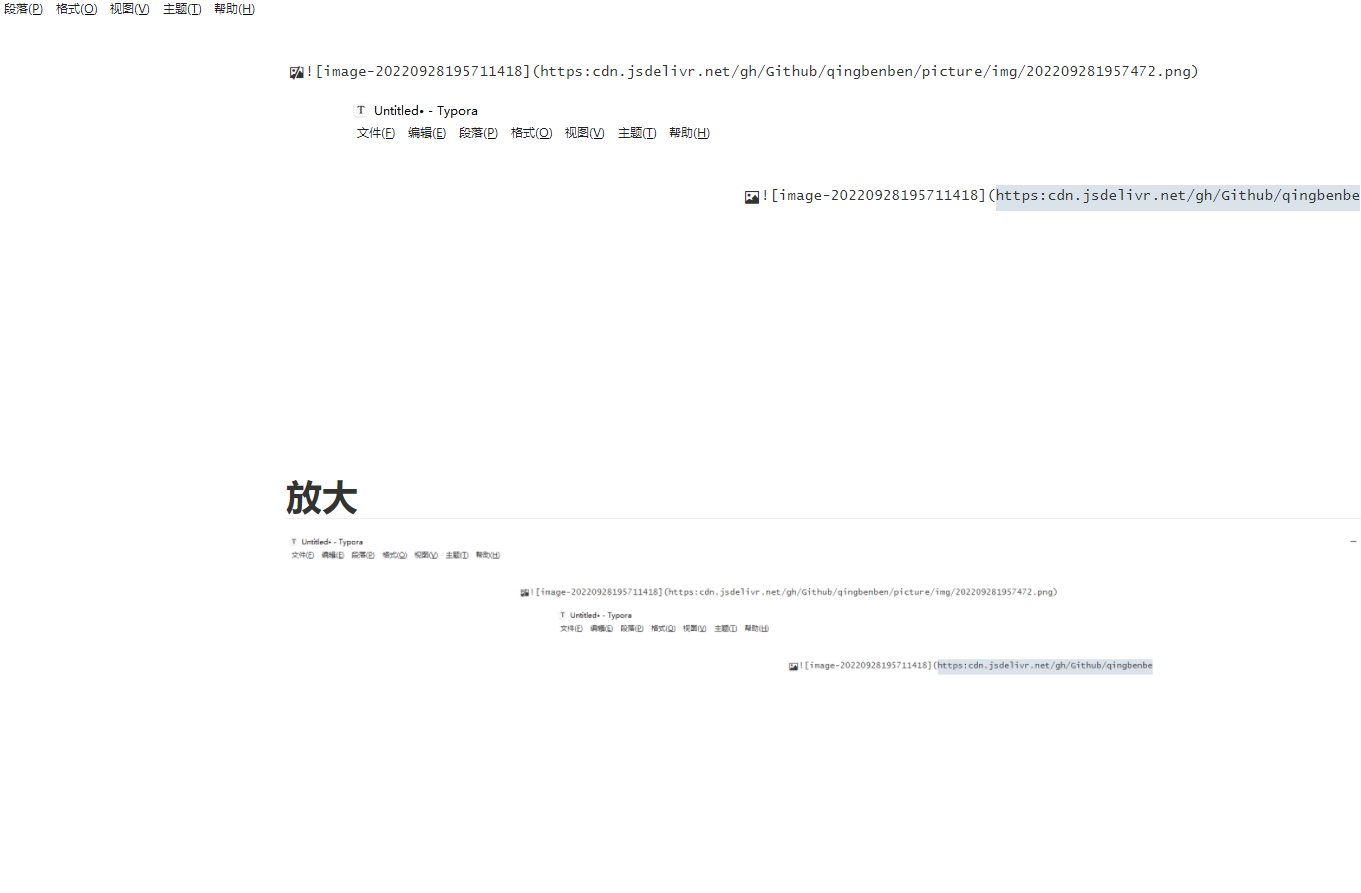 段落(P) 格式(O) 视图(V) 主题(T) 帮助(H)
![image-20220928195711418](https:cdn.jsdelivr.net/gh/Github/qingbenben/picture/img/202209281957472.png)
T Untitled• - Typora
文件(F) 编辑(E) 段落(P) 格式(O) 视图(V) 主题(T) 帮助(H)
![image-20220928195711418](https:cdn.jsdelivr.net/gh/Github/qingbenbe
放大
T Untitled• - Typora
文件(F) 编辑(E) 段落(P) 格式(O) 视图(V) 主题(T) 帮助(H)
![image-20220928195711418](https:cdn.jsdelivr.net/gh/Github/qingbenben/picture/img/202209281957472.png)
T Untitled• - Typora
文件(F) 编辑(E) 段落(P) 格式(O) 视图(V) 主题(T) 帮助(H)
![image-20220928195711418](https:cdn.jsdelivr.net/gh/Github/qingbenbe